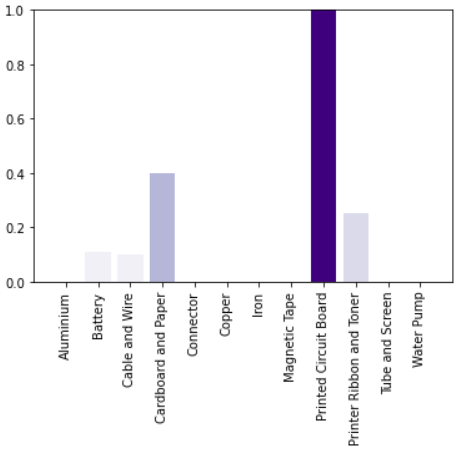 1.0
0.8
0.6
0.4
0.2
0.0
Aluminium
Battery
Cable and Wire
Cardboard and Paper
Connector
Copper
Iron
Magnetic Tape
Printed Circuit Board
Printer Ribbon and Toner
Tube and Screen
Water Pump